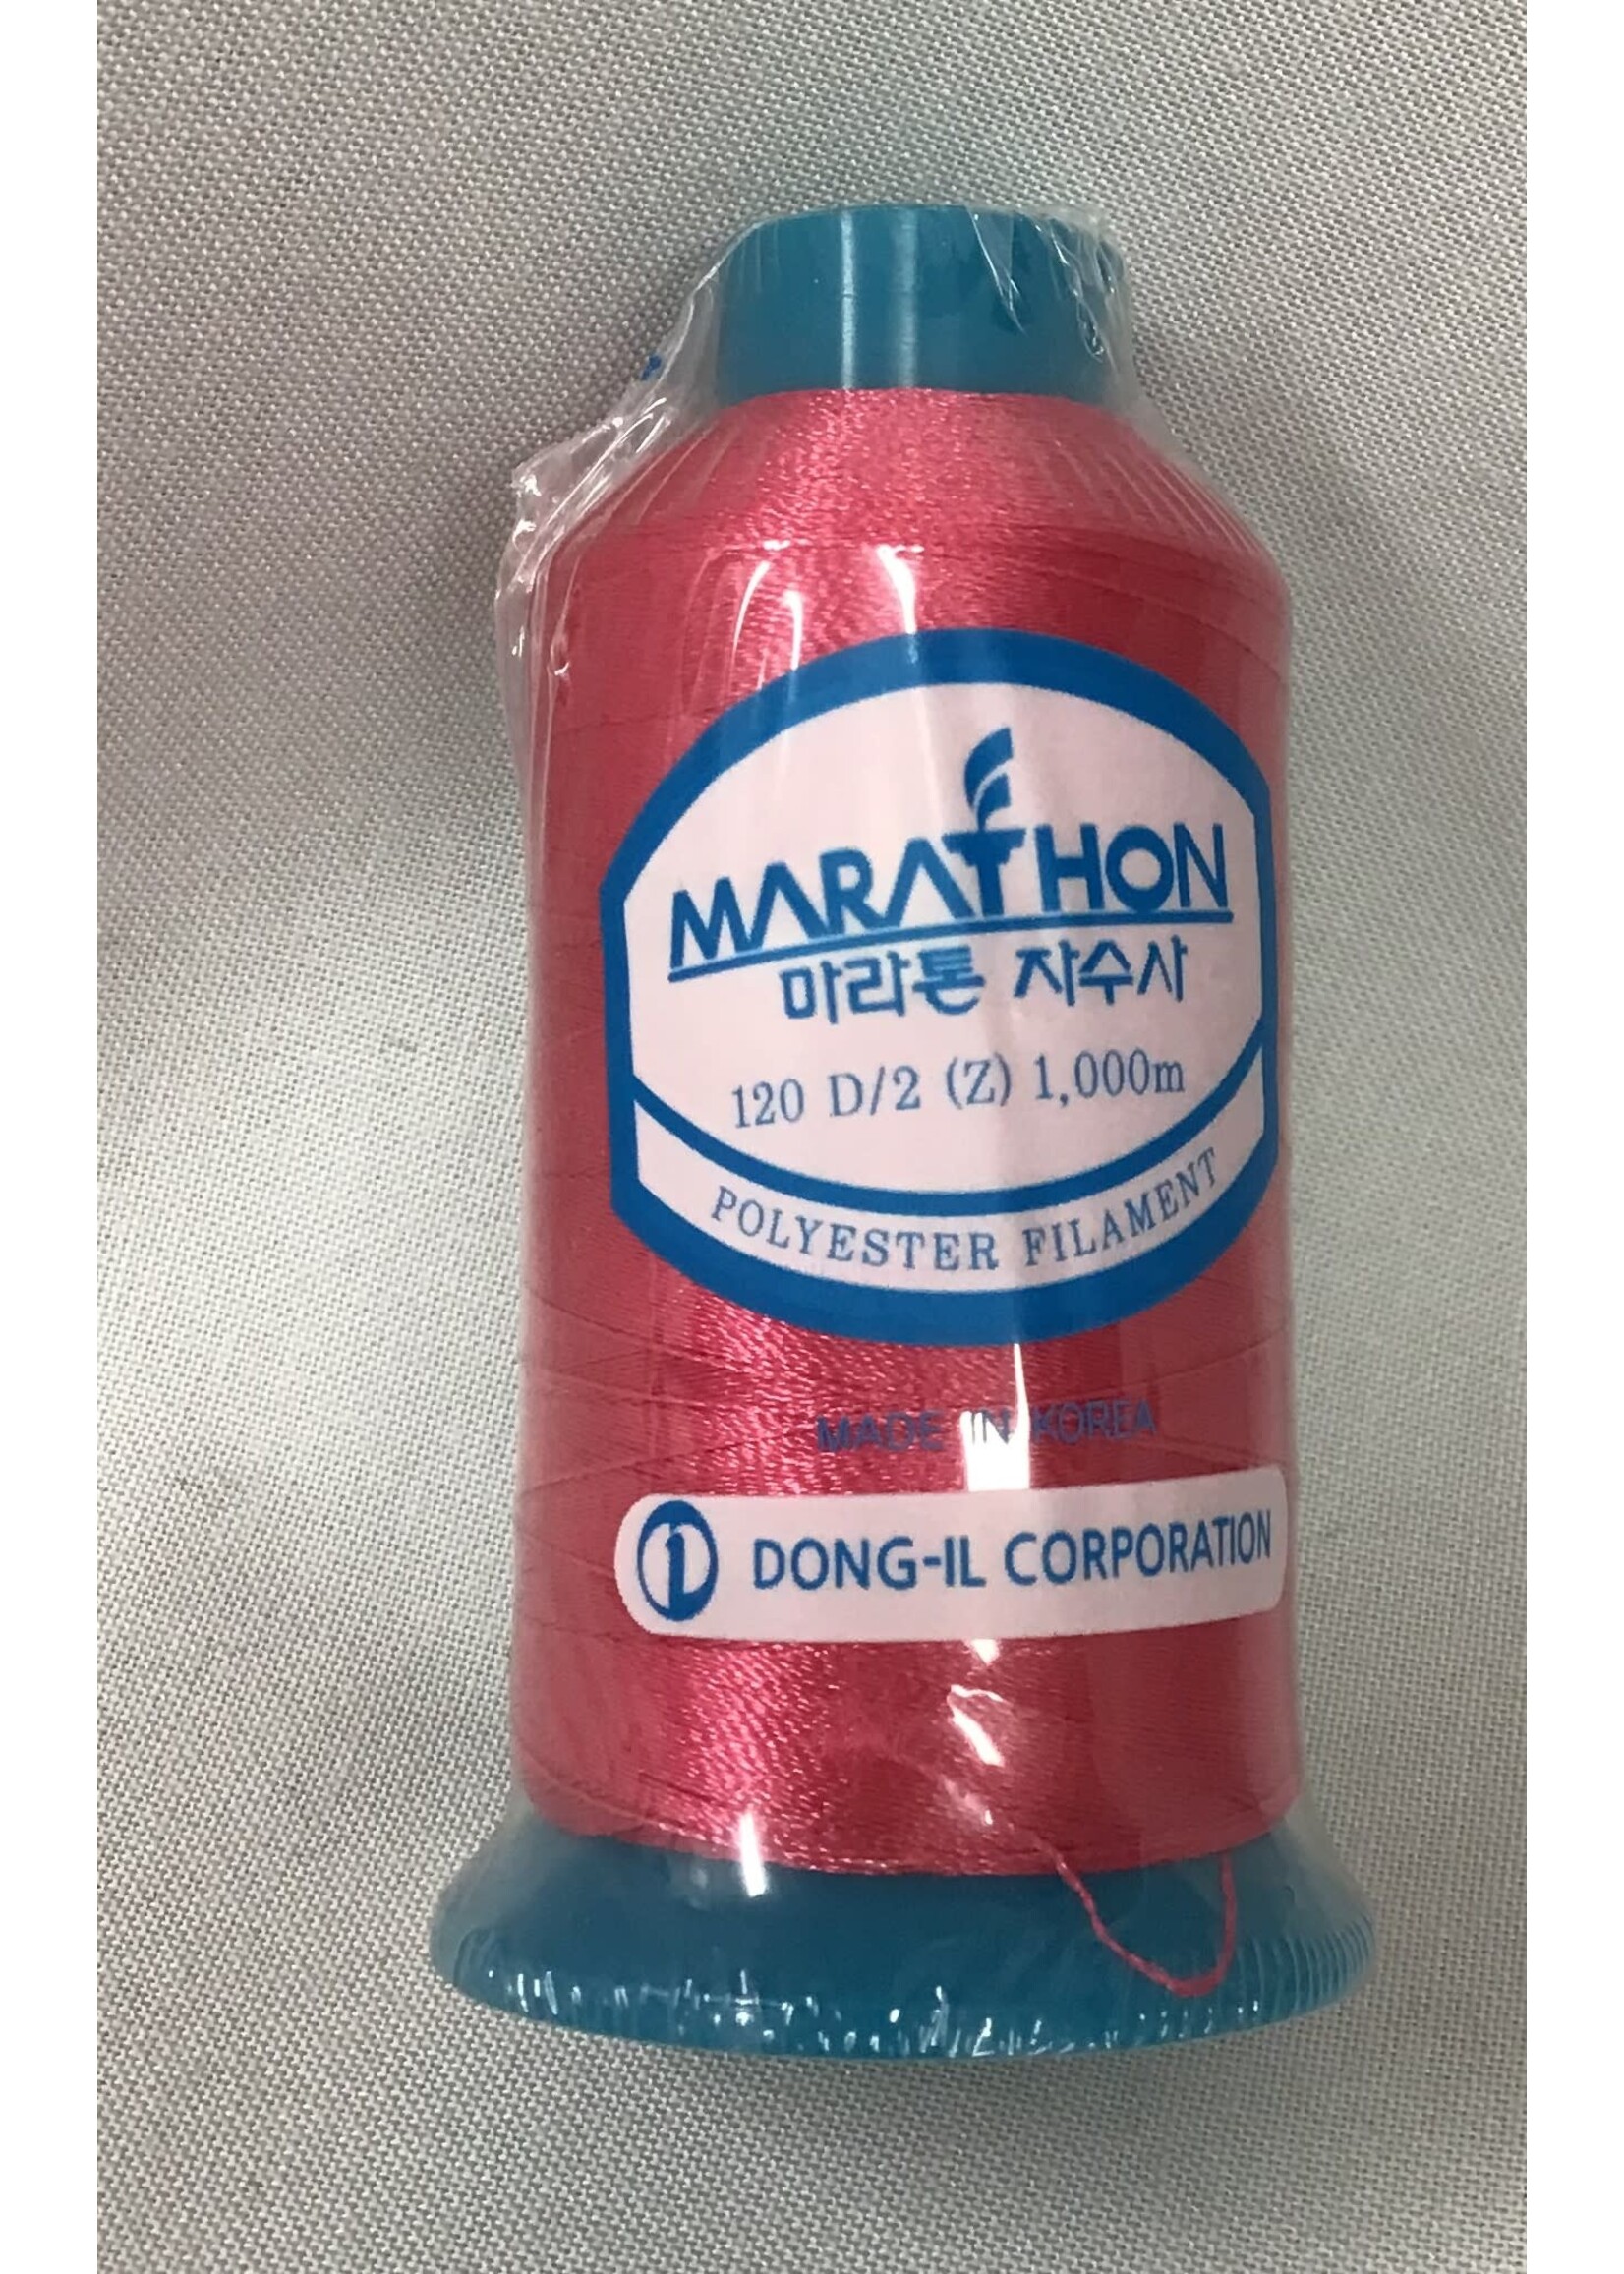 MARATHON
마라톤 자수사
120 D/2 (Z) 1,000m
POLYESTER FILAMENT
MADE IN KOREA
DONG-IL CORPORATION